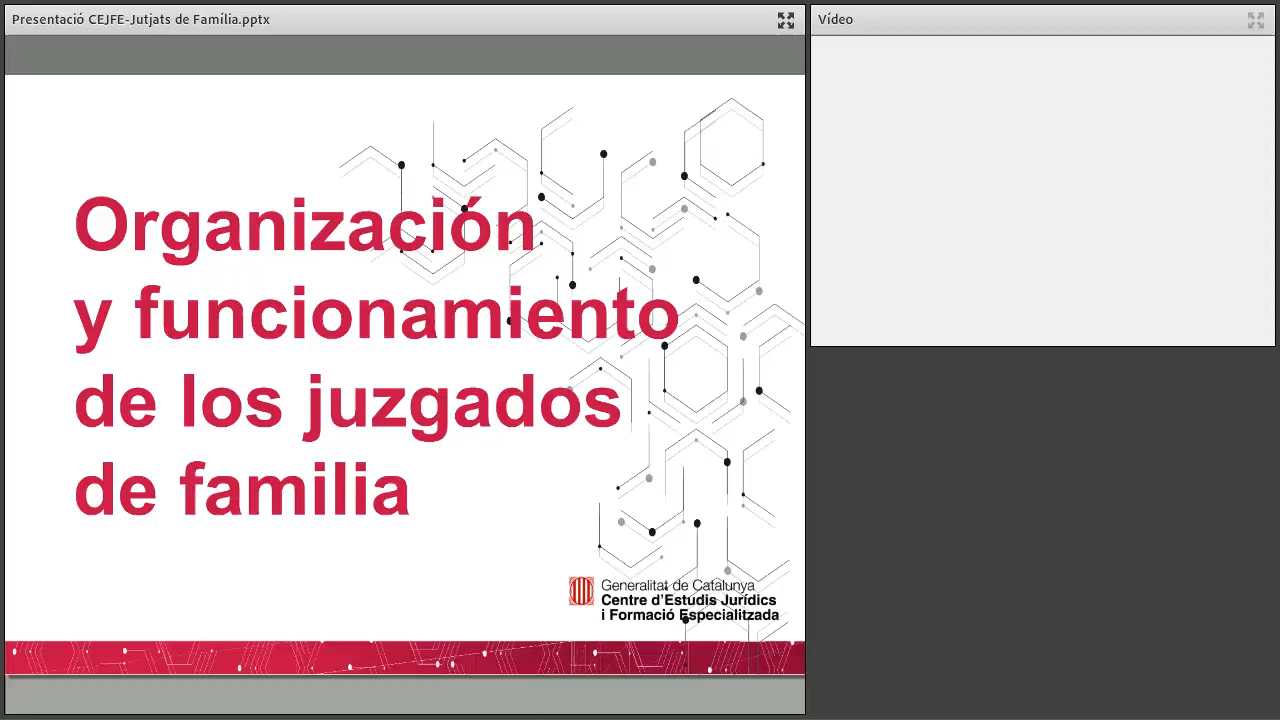 Presentació CEJFE-Jutjats de Família.pptx
Vídeo
Organización
y funcionamiento
de los juzgados
de familia
Generalitat de Catalunya
Centre d'Estudis Jurídics
i Formació Especialitzada